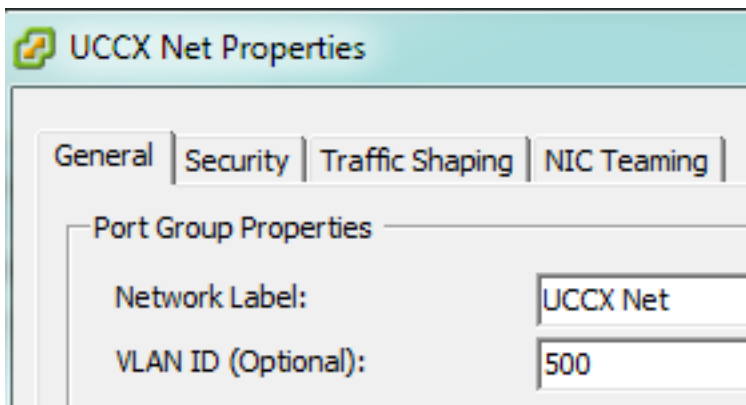 UCCX Net Properties
General Security Traffic Shaping NIC Teaming
Port Group Properties
Network Label: UCCX Net
VLAN ID (Optional): 500